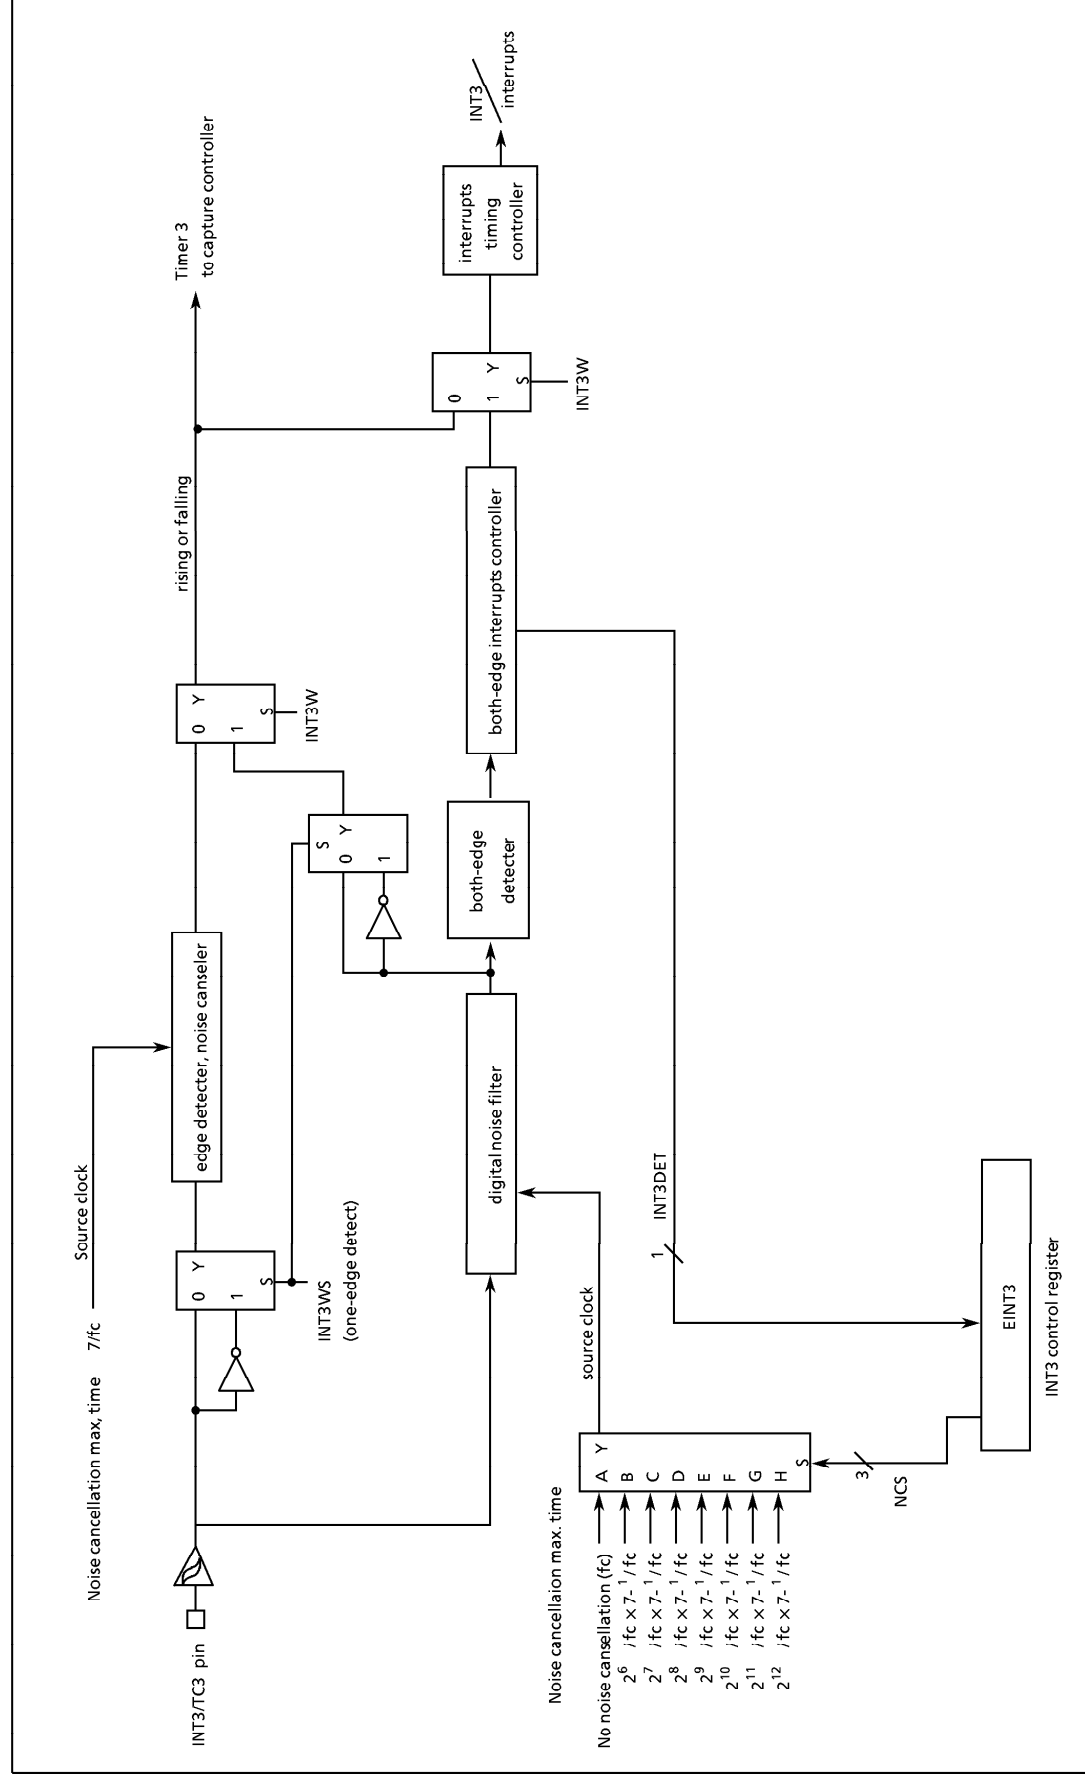 Noise cancellation max, time 7/fc Source clock
INT3/TC3 pin
0 Y
1
S
INT3WS
(one-edge detect)
edge detecter, noise canseler
0 Y
1
S
INT3W
rising or falling
Timer 3
to capture controller
S
0 Y
1
digital noise filter
both-edge
detecter
both-edge interrupts controller
0
1 Y
S
INT3W
interrupts
timing
controller
INT3
interrupts
Noise cancellaion max. time
source clock
No noise cansellation (fc) A Y
2^6 / fc × 7- 1 / fc B
2^7 / fc × 7- 1 / fc C
2^8 / fc × 7- 1 / fc D
2^9 / fc × 7- 1 / fc E
2^10 / fc × 7- 1 / fc F
2^11 / fc × 7- 1 / fc G
2^12 / fc × 7- 1 / fc H
S
1 INT3DET
3
NCS
EINT3
INT3 control register